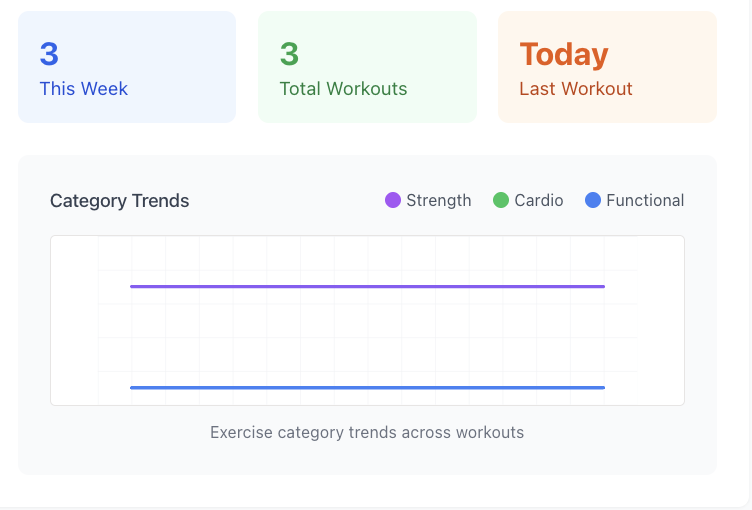 3
This Week
3
Total Workouts
Today
Last Workout
Category Trends
Strength
Cardio
Functional
Exercise category trends across workouts